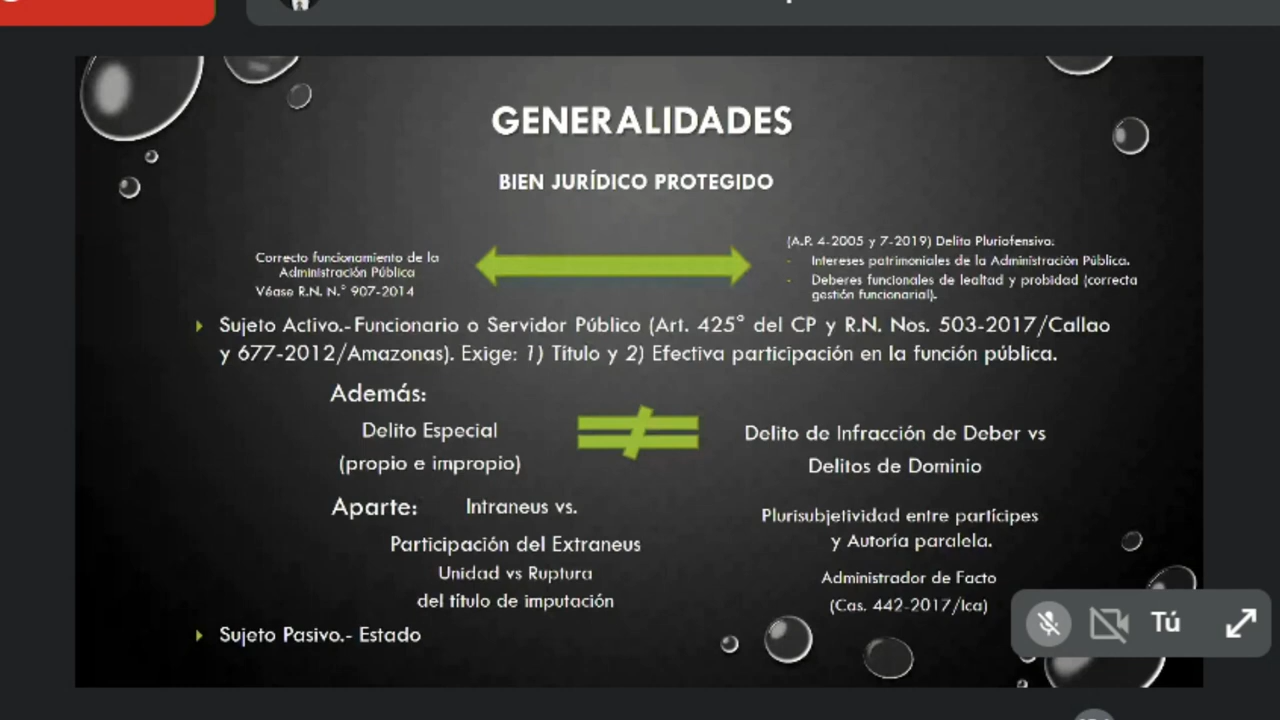 GENERALIDADES
BIEN JURÍDICO PROTEGIDO
Correcto funcionamiento de la
Administración Pública
Véase R.N. N.° 907-2014
(A.P. 4-2005 y 7-2019) Delito Pluriofensivo:
- Intereses patrimoniales de la Administración Pública.
- Deberes funcionales de lealtad y probidad (correcta
gestión funcionarial).
Sujeto Activo.- Funcionario o Servidor Público (Art. 425° del CP y R.N. Nos. 503-2017/Callao
y 677-2012/Amazonas). Exige: 1) Título y 2) Efectiva participación en la función pública.
Además:
Delito Especial
(propio e impropio)
Delito de Infracción de Deber vs
Delitos de Dominio
Aparte: Intraneus vs.
Participación del Extraneus
Unidad vs Ruptura
del título de imputación
Plurisubjetividad entre partícipes
y Autoría paralela.
Administrador de Facto
(Cas. 442-2017/Ica)
Sujeto Pasivo.- Estado
Tú